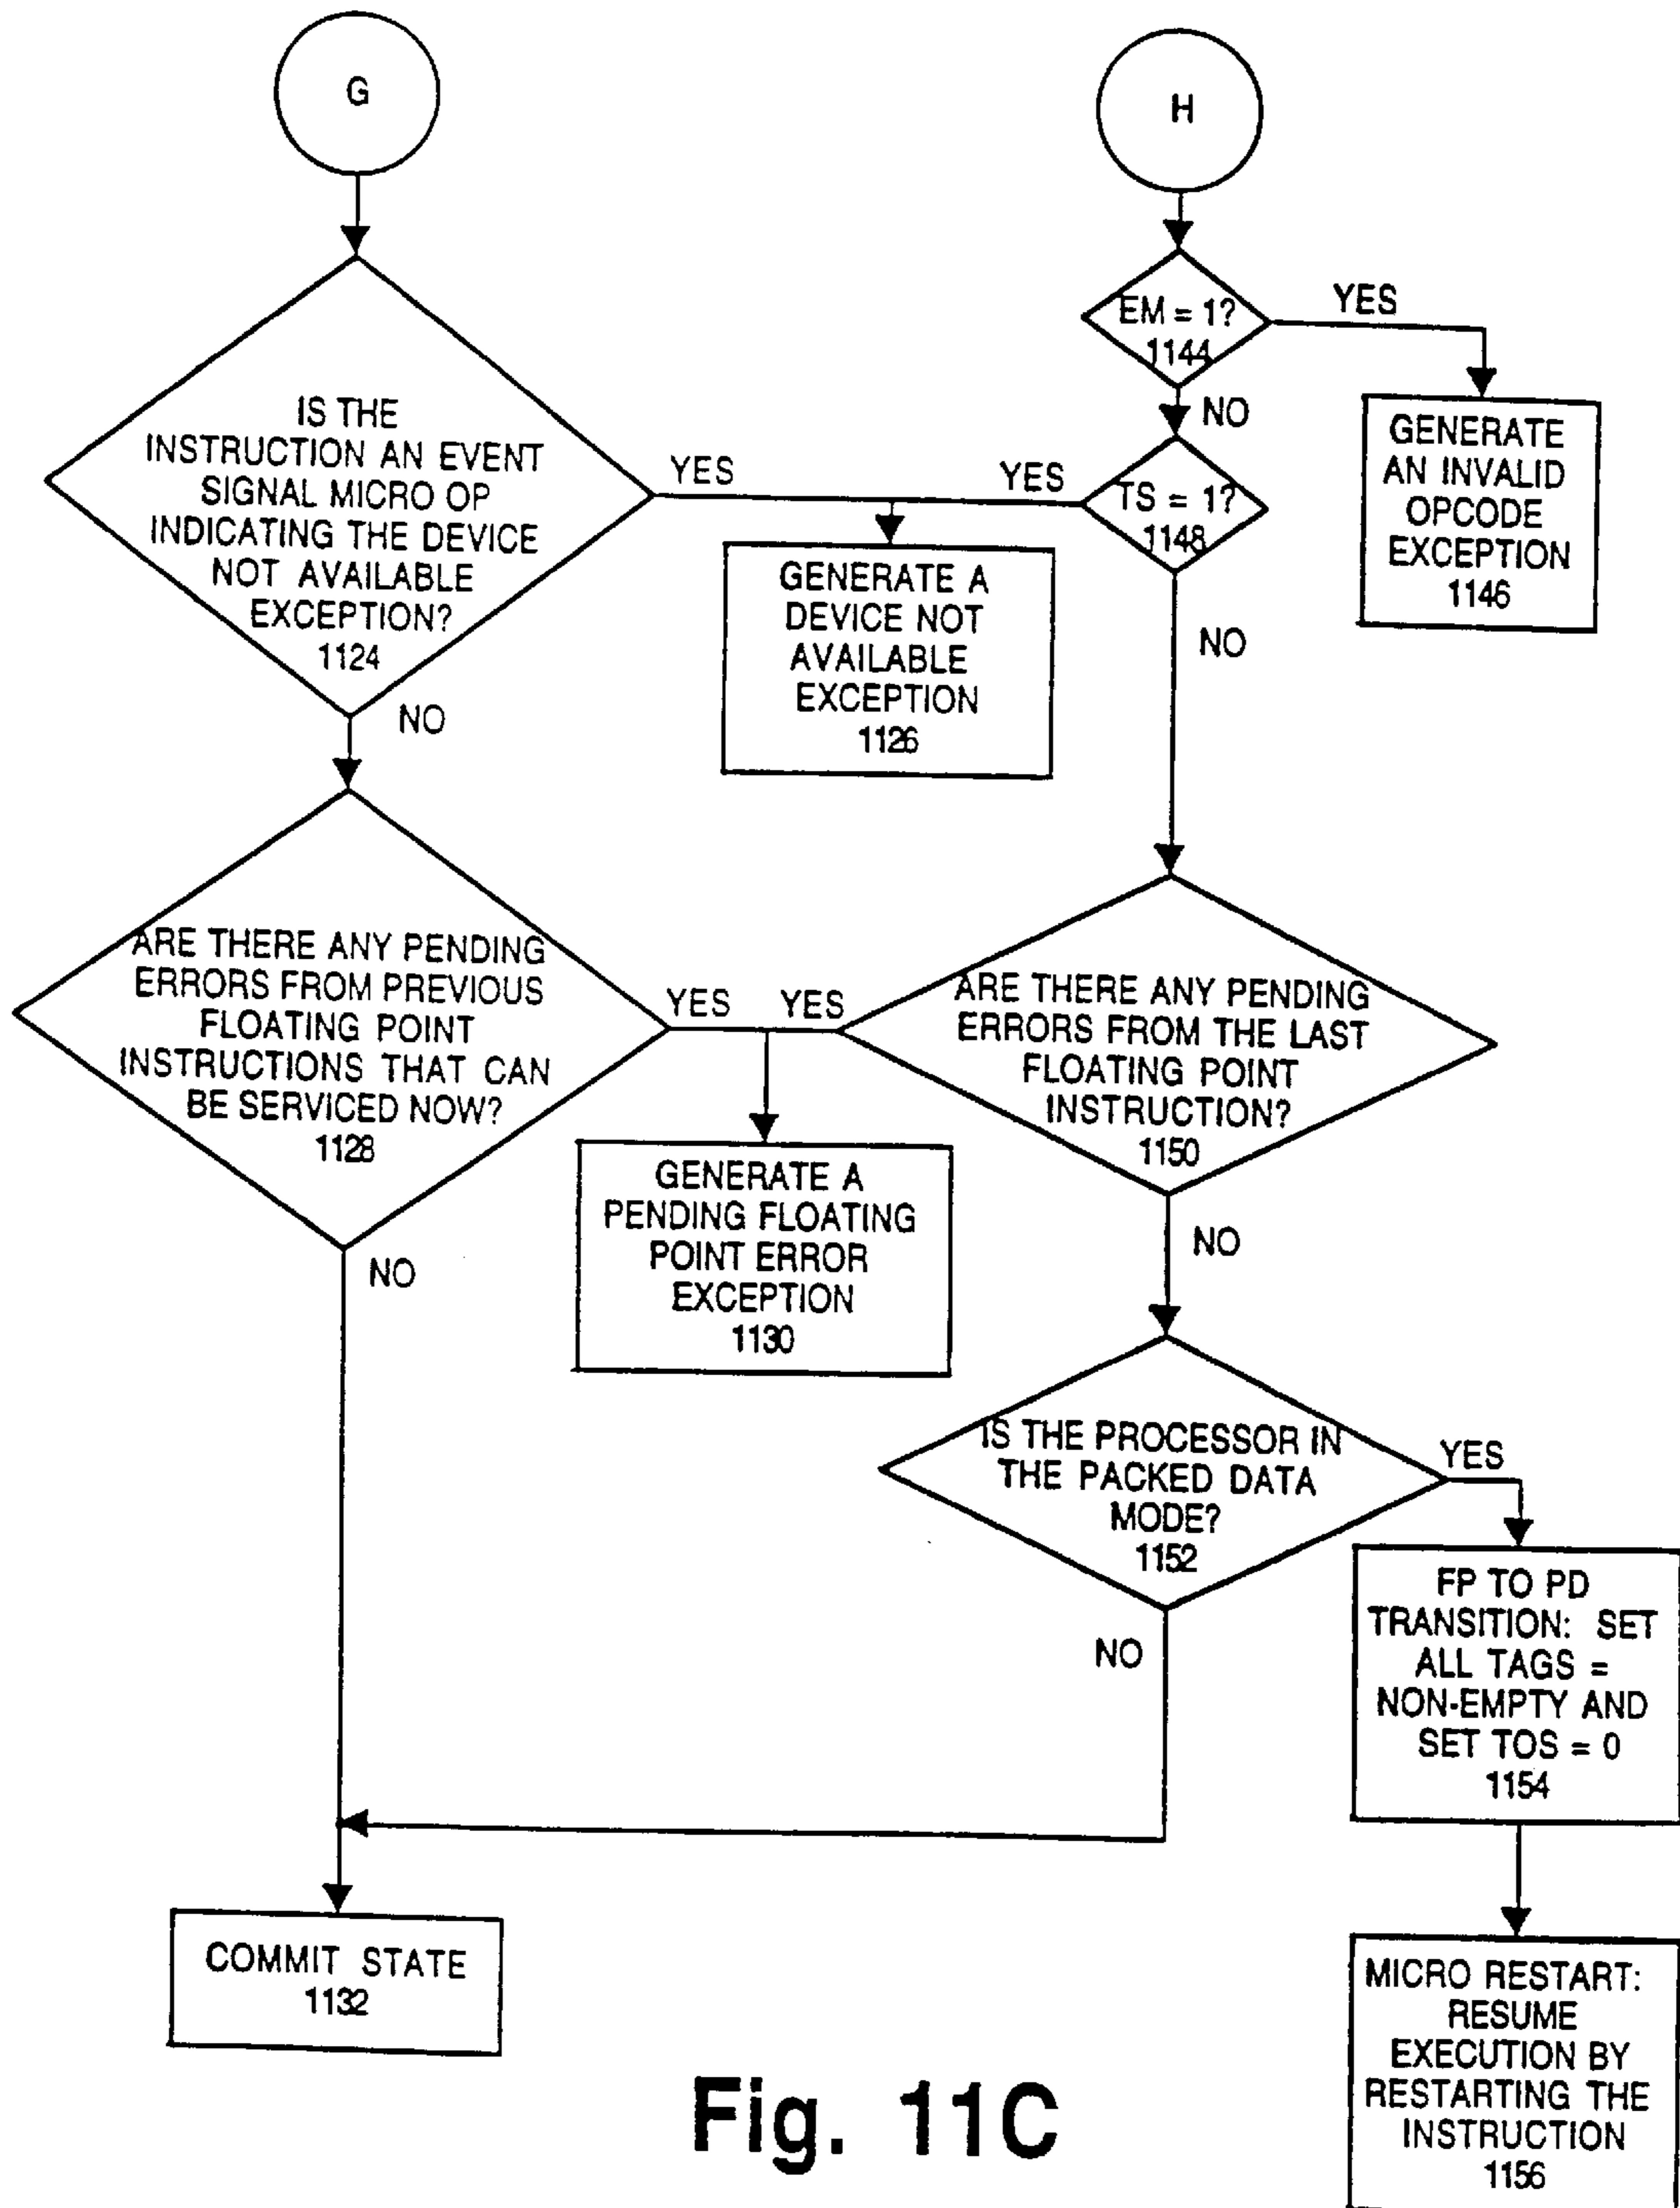 G
H
EM = 1?
1144
YES
NO
GENERATE
AN INVALID
OPCODE
EXCEPTION
1146
IS THE
INSTRUCTION AN EVENT
SIGNAL MICRO OP
INDICATING THE DEVICE
NOT AVAILABLE
EXCEPTION?
1124
YES
YES
TS = 1?
1148
NO
GENERATE A
DEVICE NOT
AVAILABLE
EXCEPTION
1126
NO
ARE THERE ANY PENDING
ERRORS FROM PREVIOUS
FLOATING POINT
INSTRUCTIONS THAT CAN
BE SERVICED NOW?
1128
YES
YES
ARE THERE ANY PENDING
ERRORS FROM THE LAST
FLOATING POINT
INSTRUCTION?
1150
GENERATE A
PENDING FLOATING
POINT ERROR
EXCEPTION
1130
NO
NO
IS THE PROCESSOR IN
THE PACKED DATA
MODE?
1152
YES
NO
FP TO PD
TRANSITION: SET
ALL TAGS =
NON-EMPTY AND
SET TOS = 0
1154
COMMIT STATE
1132
MICRO RESTART:
RESUME
EXECUTION BY
RESTARTING THE
INSTRUCTION
1156
Fig. 11C